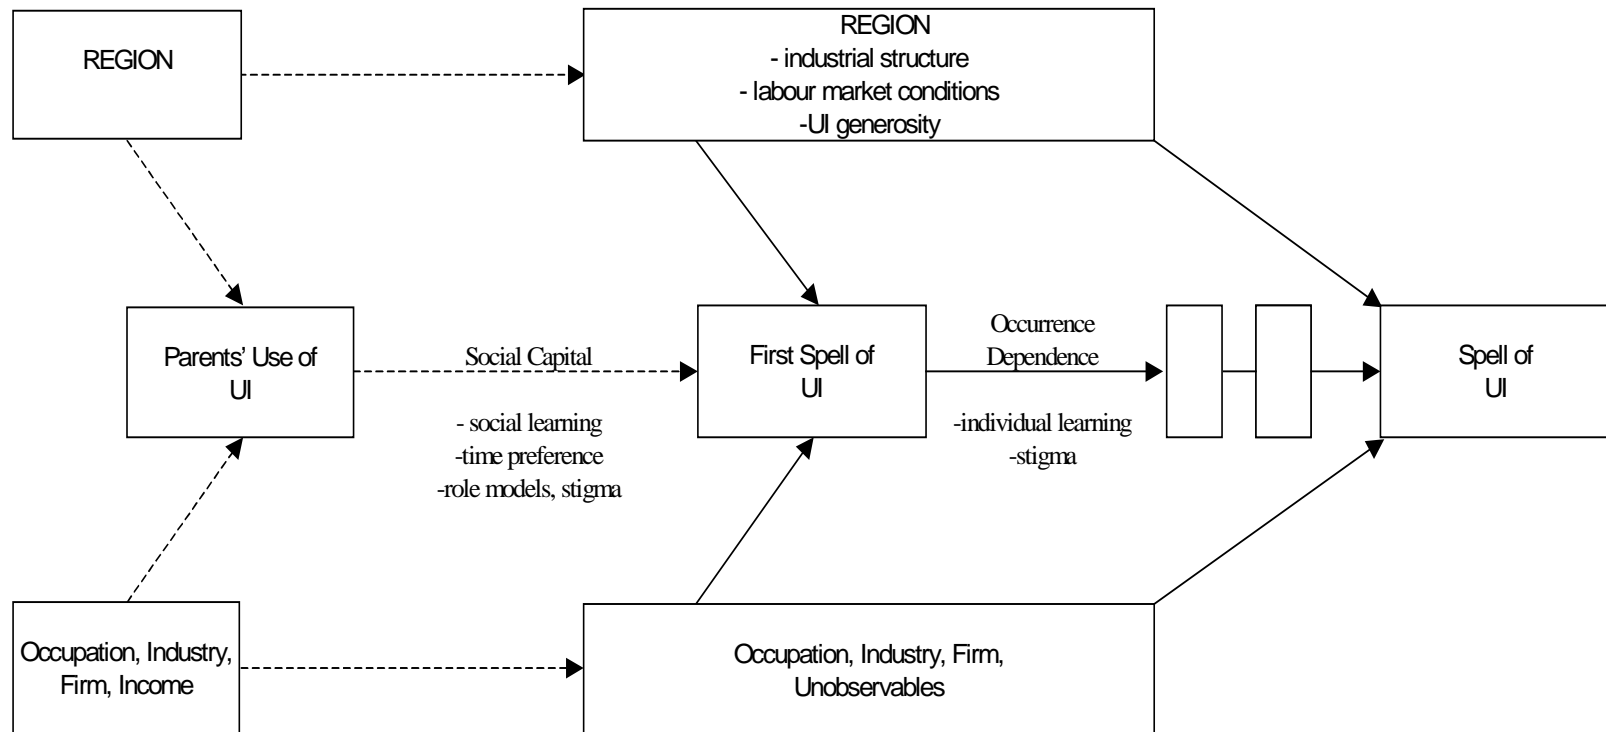 REGION
REGION
- industrial structure
- labour market conditions
-UI generosity
Parents' Use of
UI
Social Capital
- social learning
-time preference
-role models, stigma
First Spell of
UI
Occurrence
Dependence
-individual learning
-stigma
Spell of
UI
Occupation, Industry,
Firm, Income
Occupation, Industry, Firm,
Unobservables